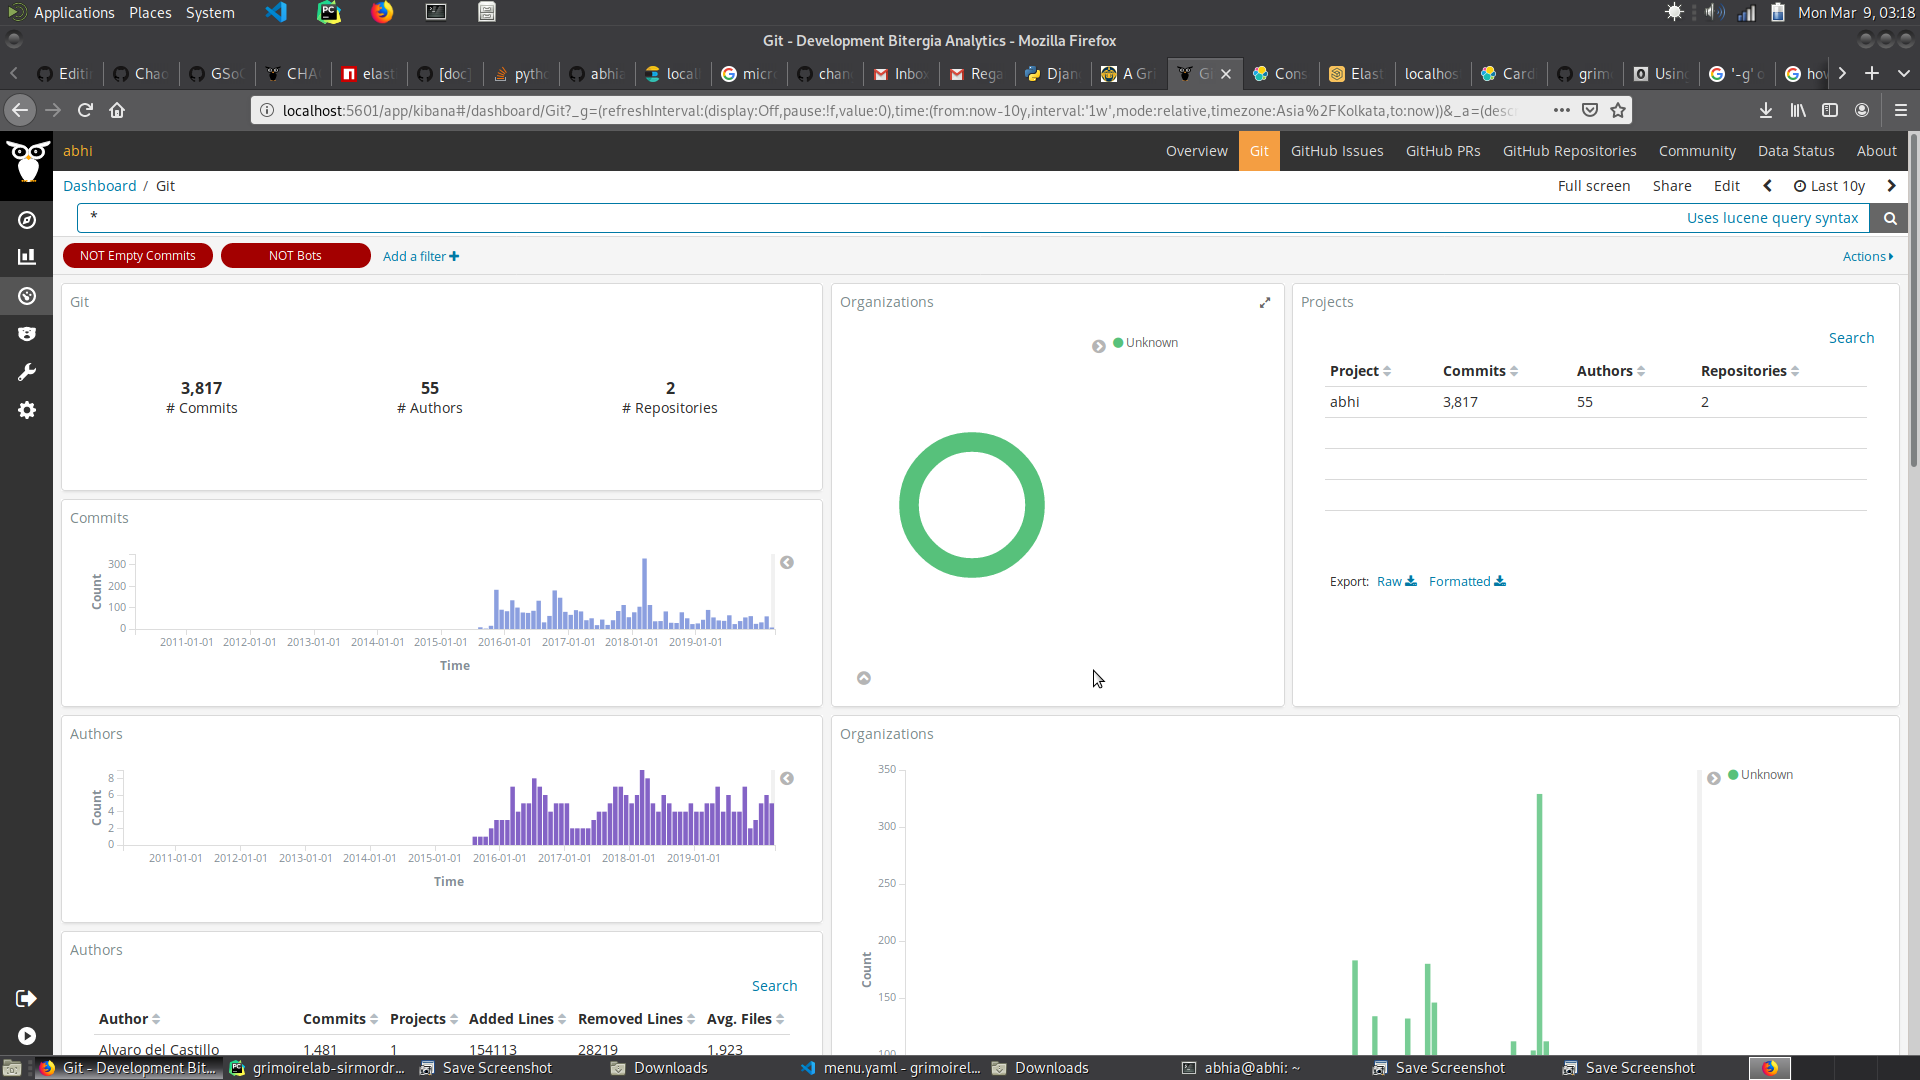 Applications Places System
Mon Mar 9, 03:18
Git - Development Bitergia Analytics - Mozilla Firefox
Editi Chao GSoC CHA elast [doc] pytho abhia local micro chan Inbox Rega Djan A Gri Gi Cons Elast localhos Card grim Using '-g' o how
localhost:5601/app/kibana#/dashboard/Git?_g=(refreshInterval:(display:Off,pause:!f,value:0),time:(from:now-10y,interval:'1w',mode:relative,timezone:Asia%2FKolkata,to:now))&_a=(desc
abhi
Overview Git GitHub Issues GitHub PRs GitHub Repositories Community Data Status About
Dashboard / Git
Full screen Share Edit Last 10y
*
Uses lucene query syntax
NOT Empty Commits NOT Bots Add a filter
Actions
Git
3,817
# Commits
55
# Authors
2
# Repositories
Organizations
Unknown
Projects
Search
Project Commits Authors Repositories
abhi 3,817 55 2
Export: Raw Formatted
Commits
Count
300
200
100
0
2011-01-01 2012-01-01 2013-01-01 2014-01-01 2015-01-01 2016-01-01 2017-01-01 2018-01-01 2019-01-01
Time
Authors
Count
8
6
4
2
0
2011-01-01 2012-01-01 2013-01-01 2014-01-01 2015-01-01 2016-01-01 2017-01-01 2018-01-01 2019-01-01
Time
Organizations
Count
350
300
250
200
150
100
Unknown
Authors
Search
Author Commits Projects Added Lines Removed Lines Avg. Files
Alvaro del Castillo 1,481 1 154113 28219 1.923
Git - Development Bit... grimoirelab-sirmordr... Save Screenshot Downloads menu.yaml - grimoirel... Downloads abhia@abhi: ~ Save Screenshot Save Screenshot